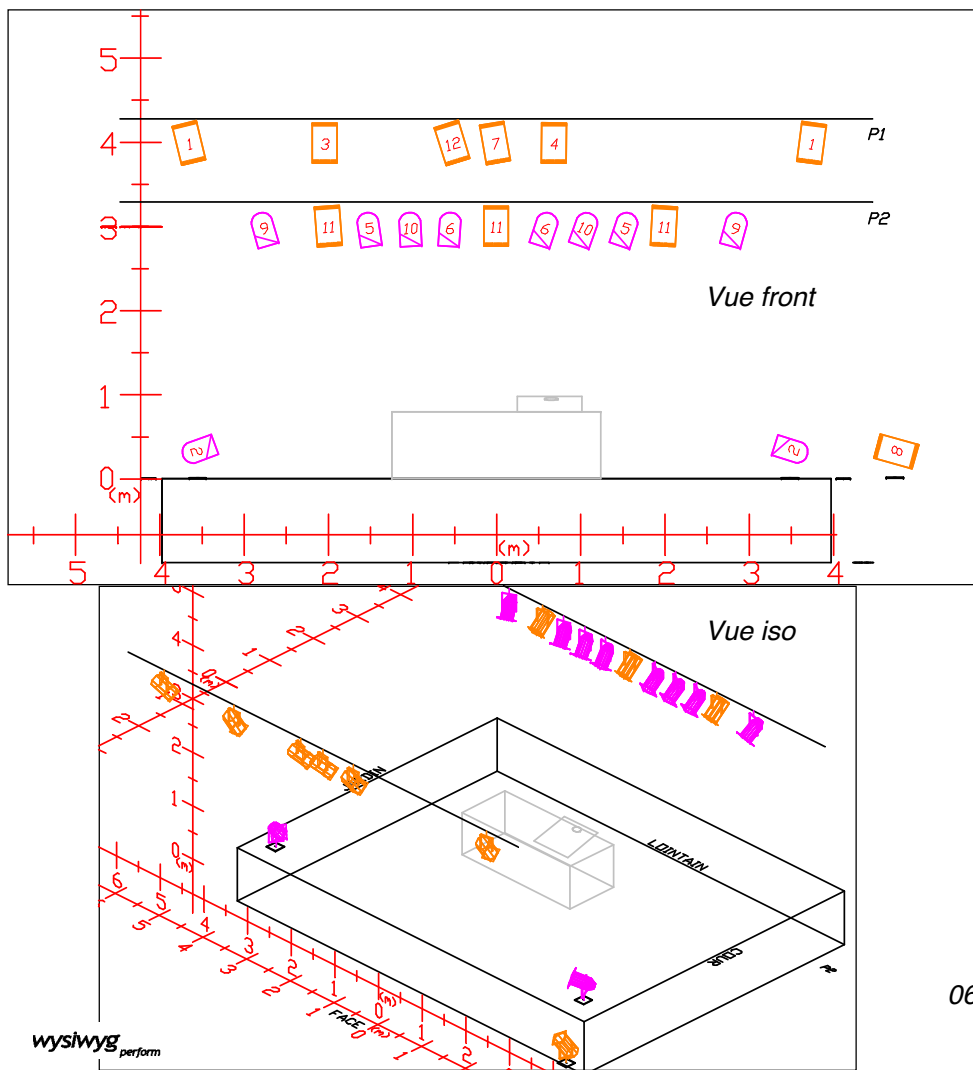 5
4
1 3 12 7 4 1
P1
P2
3
9 11 5 10 6 11 6 10 5 11 9
Vue front
2
1
2 2 8
0
(m)
(m)
5 4 3 2 1 0 1 2 3 4
Vue iso
JARDIN
LOINTAIN
COUR
FACE
(m)
(m)
06
wysiwyg perform